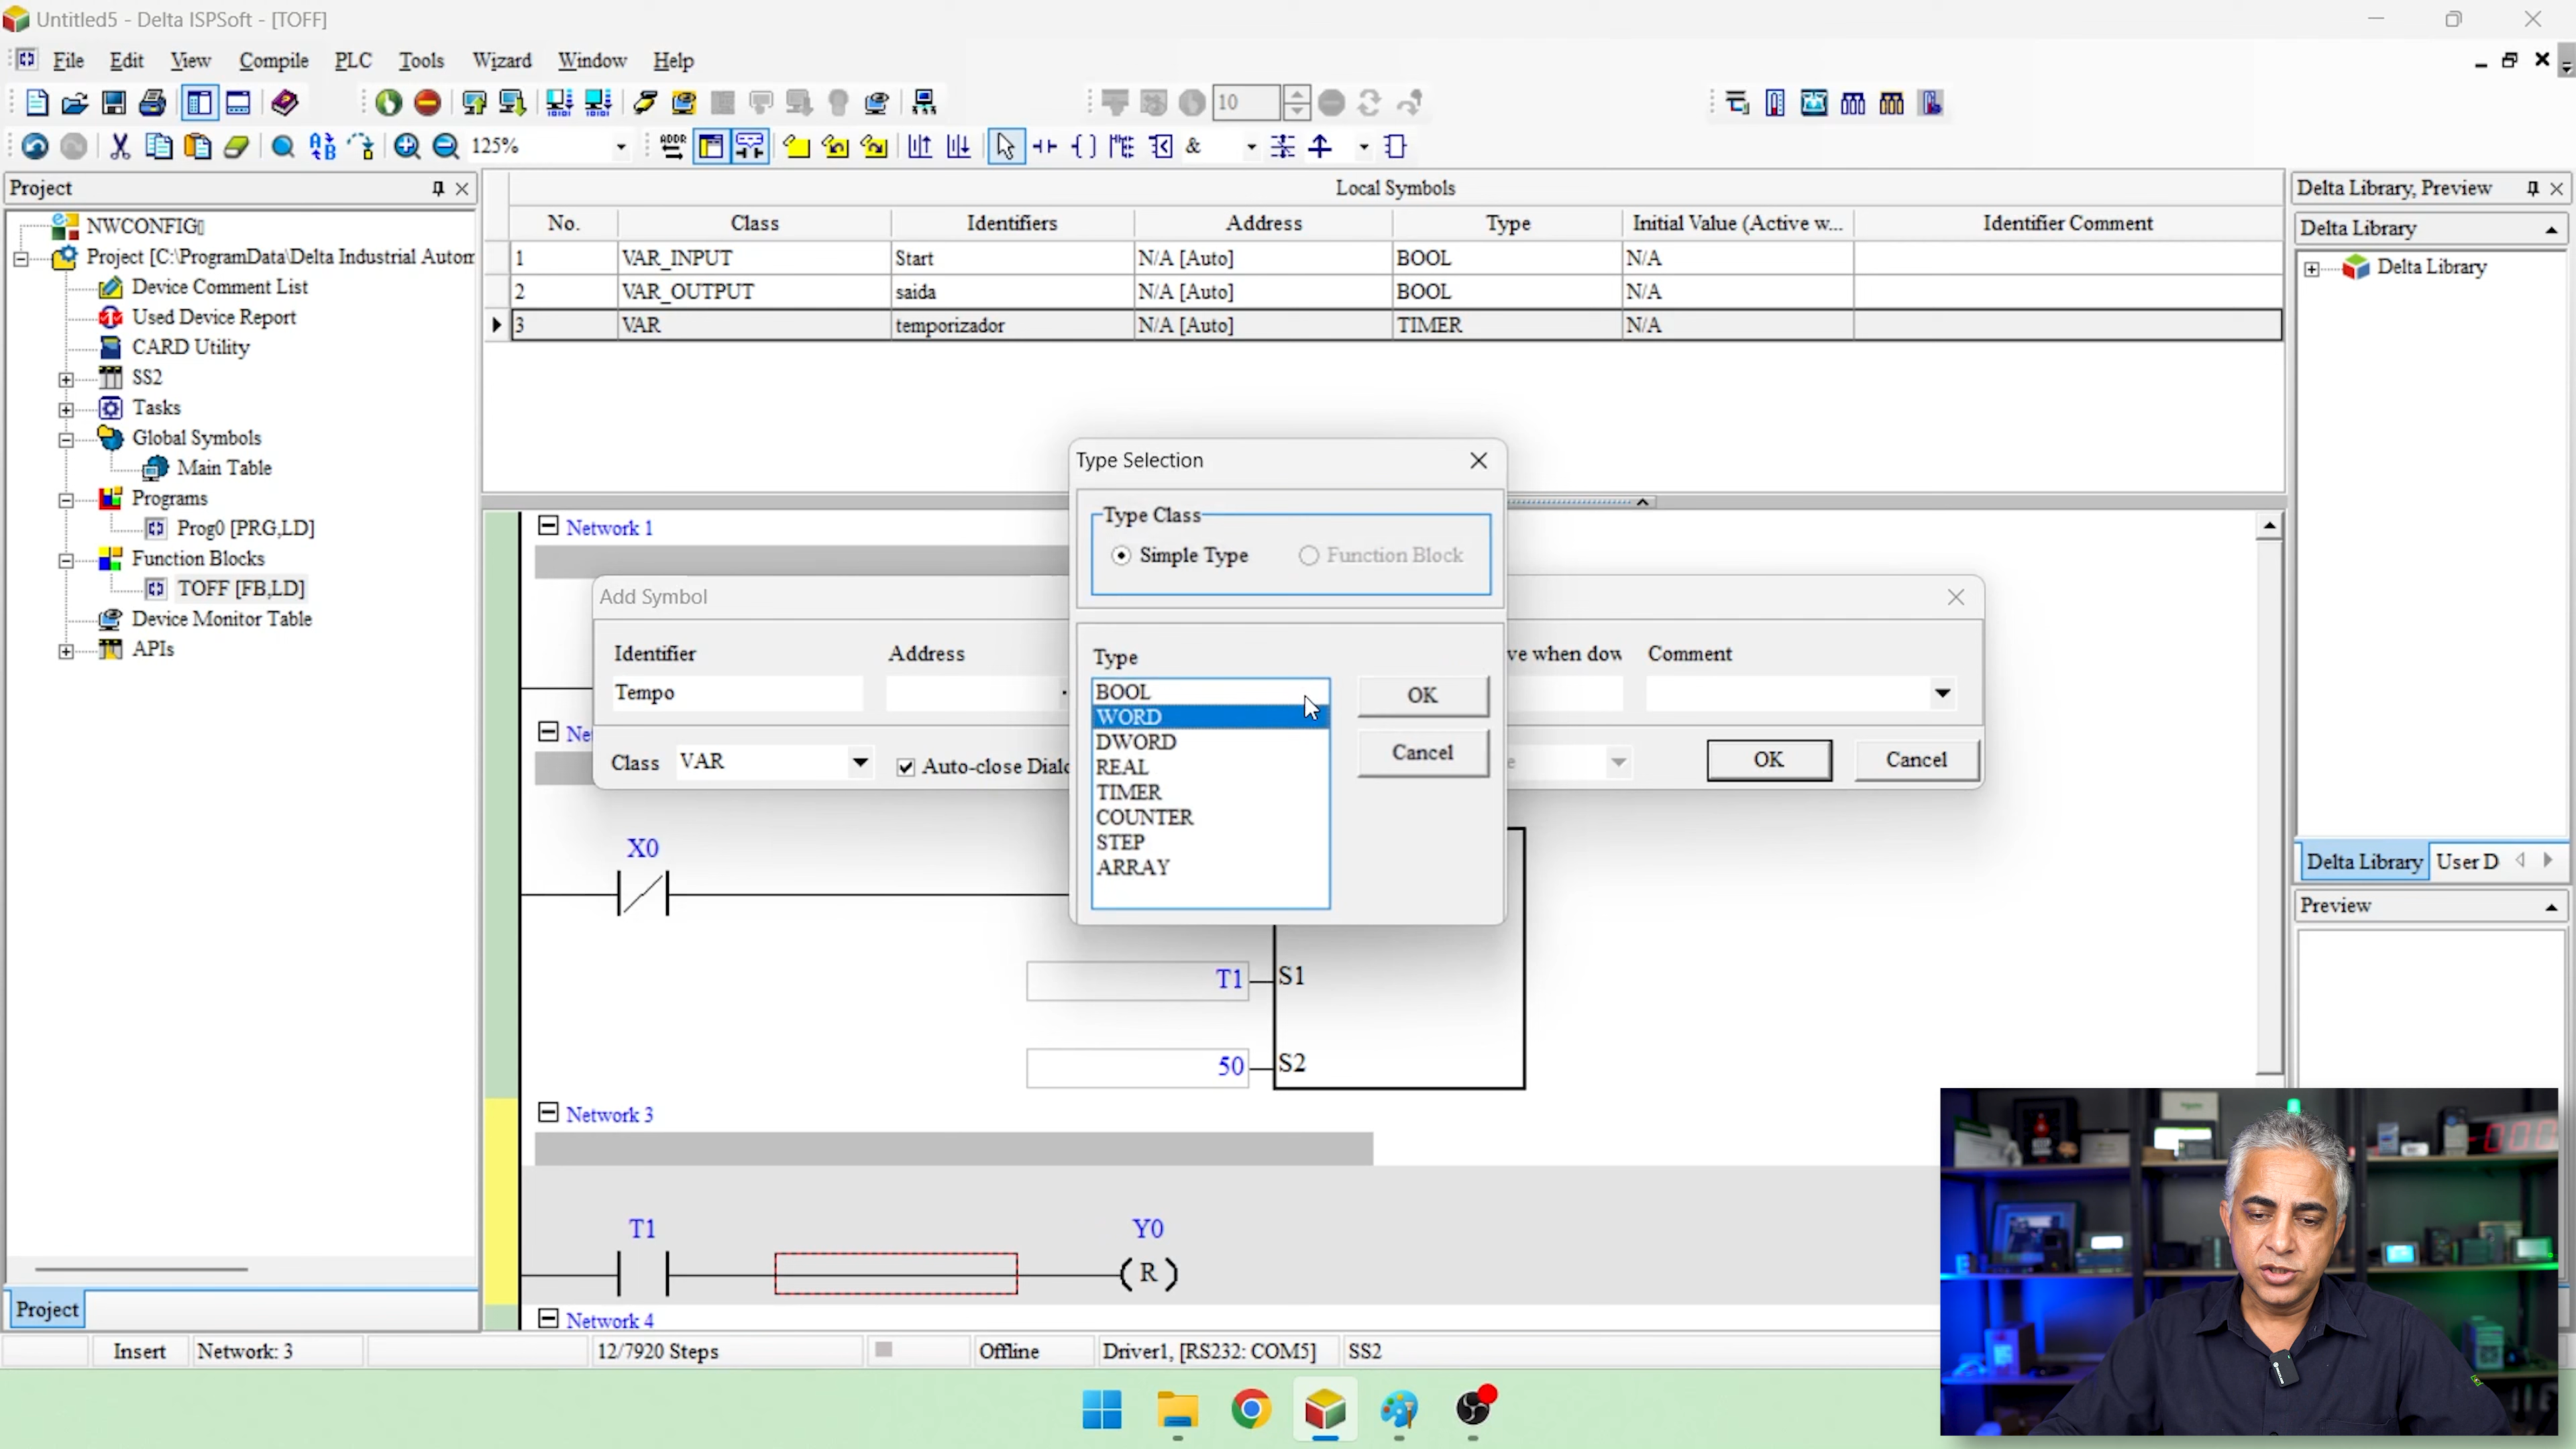 Untitled5 - Delta ISPSoft - [TOFF]
File Edit View Compile PLC Tools Wizard Window Help
10
125% ADDR &
Project
NWCONFIG
Project [C:\ProgramData\Delta Industrial Autom
Device Comment List
Used Device Report
CARD Utility
SS2
Tasks
Global Symbols
Main Table
Programs
Prog0 [PRG,LD]
Function Blocks
TOFF [FB,LD]
Device Monitor Table
APIs
Project
Local Symbols
No. Class Identifiers Address Type Initial Value (Active w... Identifier Comment
1 VAR_INPUT Start N/A [Auto] BOOL N/A
2 VAR_OUTPUT saida N/A [Auto] BOOL N/A
3 VAR temporizador N/A [Auto] TIMER N/A
Network 1
Add Symbol
Identifier Address ve when dow Comment
Tempo
Class VAR Auto-close Dialo e OK Cancel
Type Selection
Type Class
Simple Type Function Block
Type
BOOL
WORD
DWORD
REAL
TIMER
COUNTER
STEP
ARRAY
OK
Cancel
Ne
X0
T1 S1
50 S2
Network 3
T1 Y0
R
Network 4
Delta Library, Preview
Delta Library
Delta Library
Delta Library User D
Preview
Insert Network: 3 12/7920 Steps Offline Driver1, [RS232: COM5] SS2